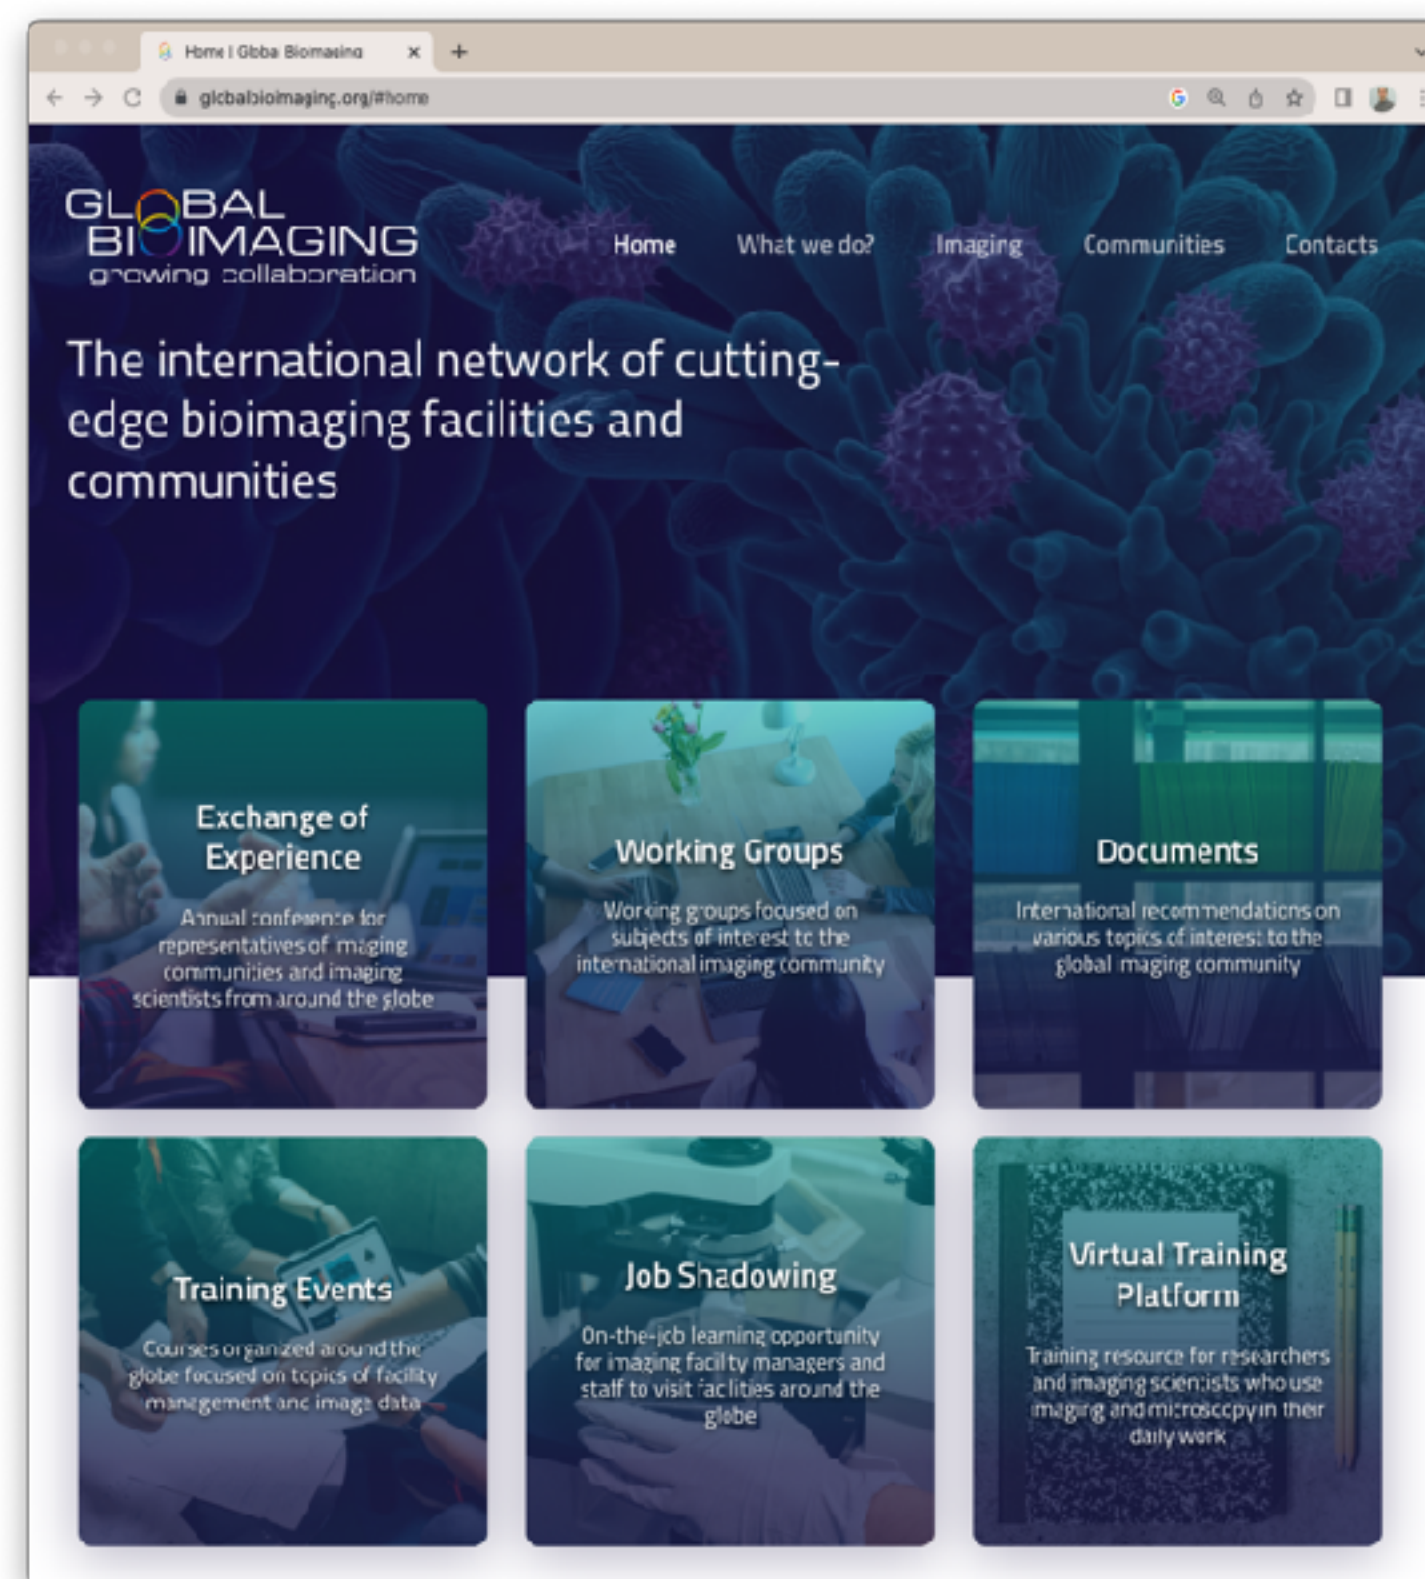 Home | Global Bioimaging
globalbioimaging.org/#home
GLOBAL
BIOIMAGING
growing collaboration
Home What we do? Imaging Communities Contacts
The international network of cutting-
edge bioimaging facilities and
communities
Exchange of
Experience
Annual conference for
representatives of imaging
communities and imaging
scientists from around the globe
Working Groups
Working groups focused on
subjects of interest to the
international imaging community
Documents
International recommendations on
various topics of interest to the
global imaging community
Training Events
Courses organized around the
globe focused on topics of facility
management and image data
Job Shadowing
On-the-job learning opportunity
for imaging facility managers and
staff to visit facilities around the
globe
Virtual Training
Platform
Training resource for researchers
and imaging scientists who use
imaging and microscopy in their
daily work